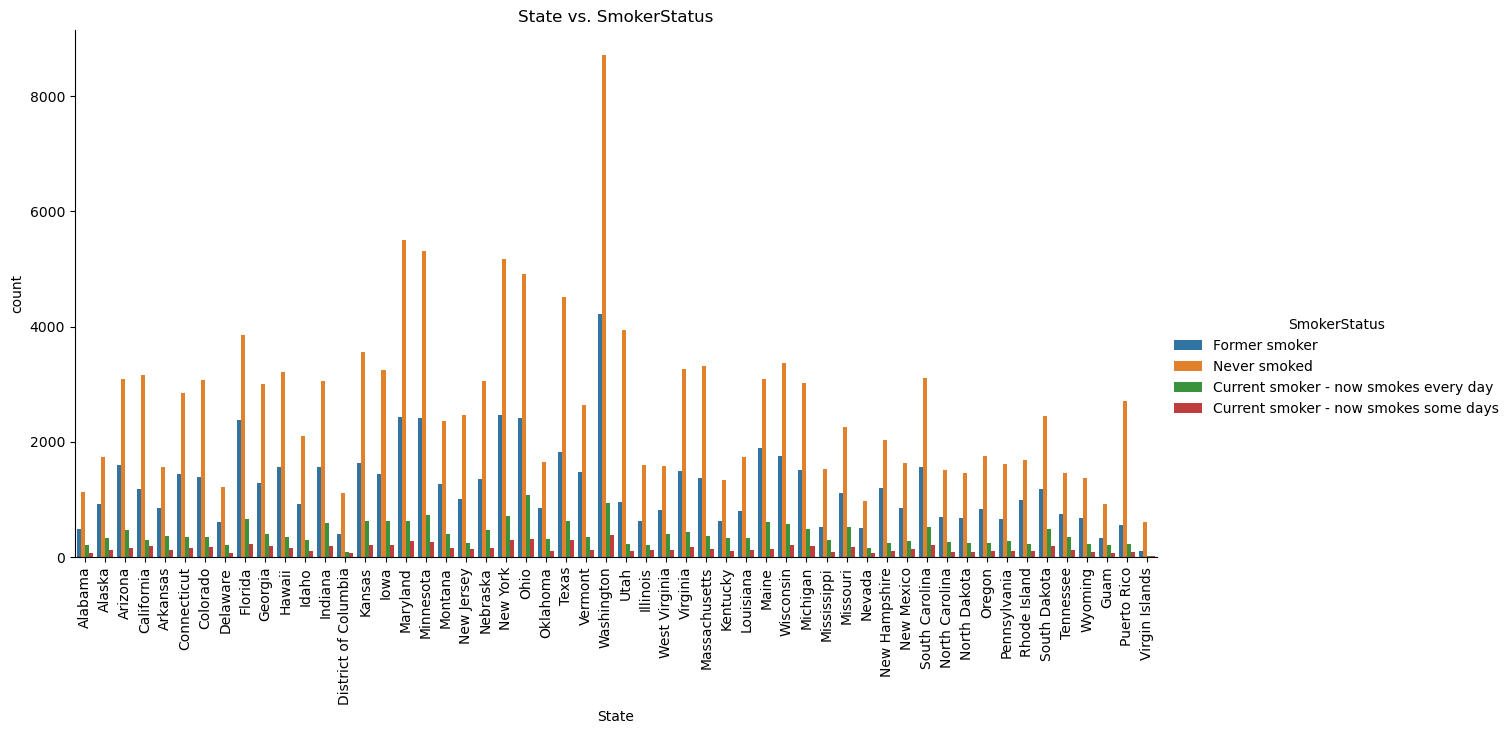 State vs. SmokerStatus
count
8000
6000
4000
2000
0
Alabama
Alaska
Arizona
California
Arkansas
Connecticut
Colorado
Delaware
Florida
Georgia
Hawaii
Idaho
Indiana
District of Columbia
Kansas
Iowa
Maryland
Minnesota
Montana
New Jersey
Nebraska
New York
Ohio
Oklahoma
Texas
Vermont
Washington
Utah
Illinois
West Virginia
Virginia
Massachusetts
Kentucky
Louisiana
Maine
Wisconsin
Michigan
Mississippi
Missouri
Nevada
New Hampshire
New Mexico
South Carolina
North Carolina
North Dakota
Oregon
Pennsylvania
Rhode Island
South Dakota
Tennessee
Wyoming
Guam
Puerto Rico
Virgin Islands
State
SmokerStatus
Former smoker
Never smoked
Current smoker - now smokes every day
Current smoker - now smokes some days